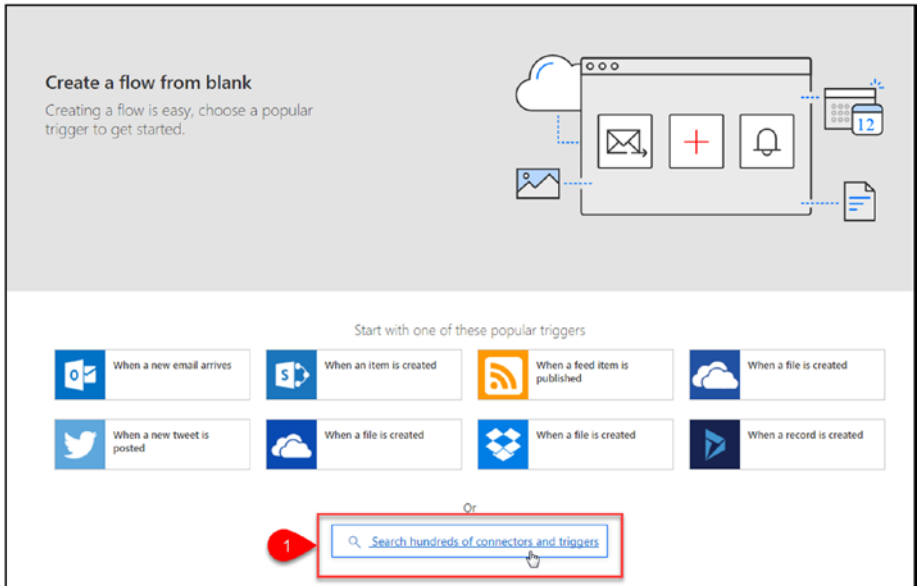 Create a flow from blank
Creating a flow is easy, choose a popular
trigger to get started.
12
Start with one of these popular triggers
When a new email arrives
When an item is created
When a feed item is
published
When a file is created
When a new tweet is
posted
When a file is created
When a file is created
When a record is created
Or
1
Search hundreds of connectors and triggers